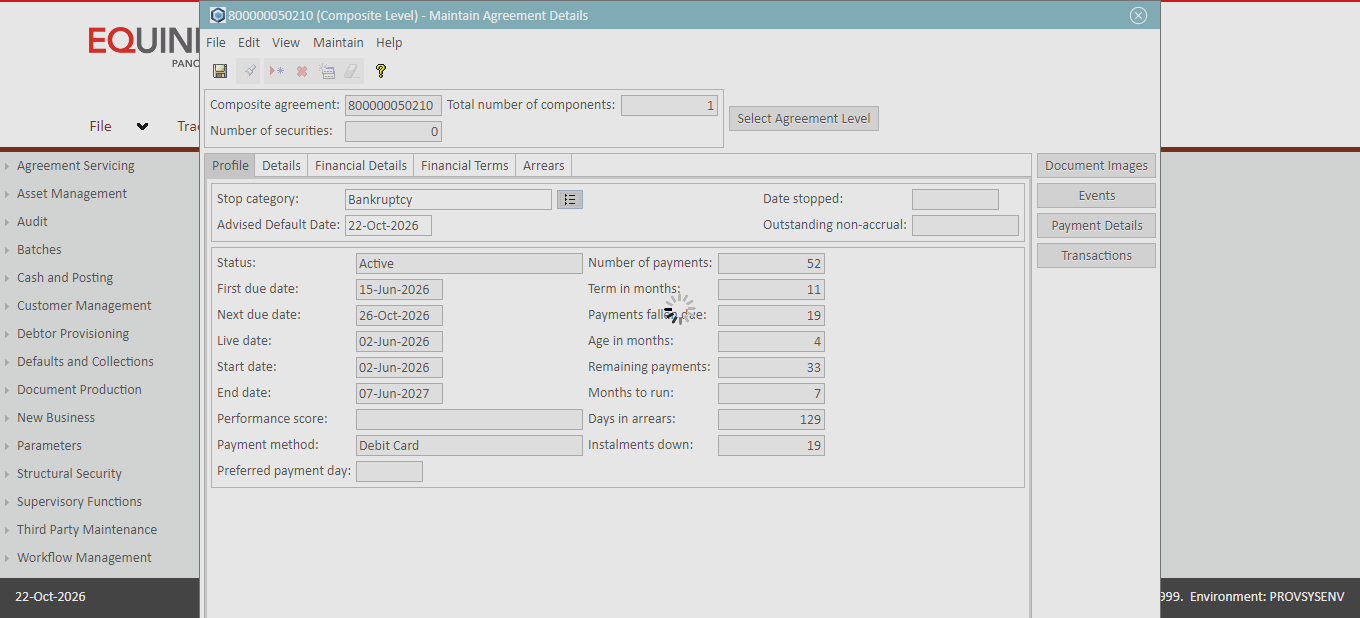 800000050210 (Composite Level) - Maintain Agreement Details
EQUINI
PANC
File Edit View Maintain Help
File
Trac
Composite agreement: 800000050210 Total number of components: 1
Number of securities: 0
Select Agreement Level
Profile Details Financial Details Financial Terms Arrears
Stop category: Bankruptcy Date stopped:
Advised Default Date: 22-Oct-2026 Outstanding non-accrual:
Status: Active Number of payments: 52
First due date: 15-Jun-2026 Term in months: 11
Next due date: 26-Oct-2026 Payments fallen due: 19
Live date: 02-Jun-2026 Age in months: 4
Start date: 02-Jun-2026 Remaining payments: 33
End date: 07-Jun-2027 Months to run: 7
Performance score: Days in arrears: 129
Payment method: Debit Card Instalments down: 19
Preferred payment day:
Document Images
Events
Payment Details
Transactions
Agreement Servicing
Asset Management
Audit
Batches
Cash and Posting
Customer Management
Debtor Provisioning
Defaults and Collections
Document Production
New Business
Parameters
Structural Security
Supervisory Functions
Third Party Maintenance
Workflow Management
22-Oct-2026
999. Environment: PROVSYSENV